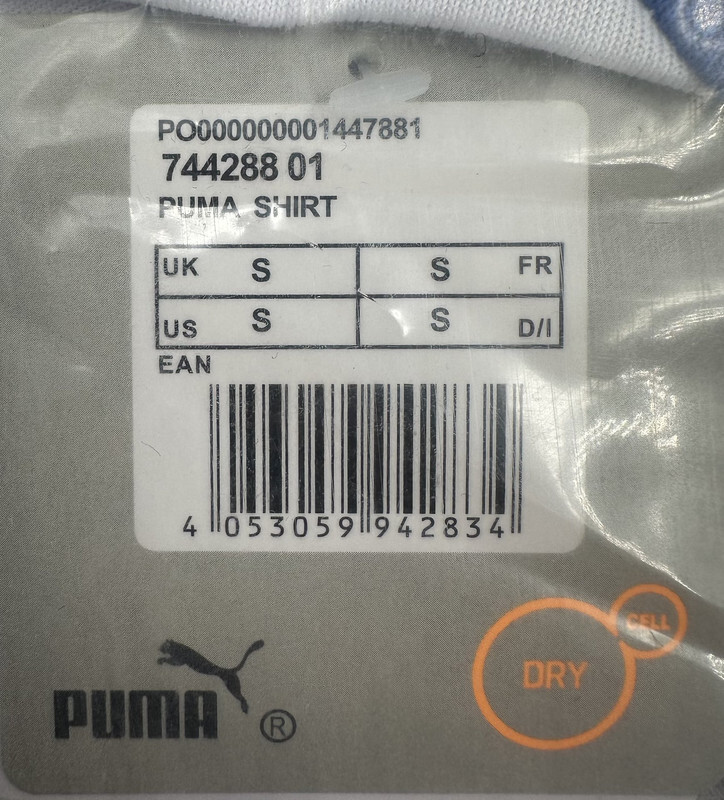 PO000000001447881
744288 01
PUMA SHIRT
UK S S FR
US S S D/I
EAN
4 053059 942834
CELL
DRY
PUMA ®